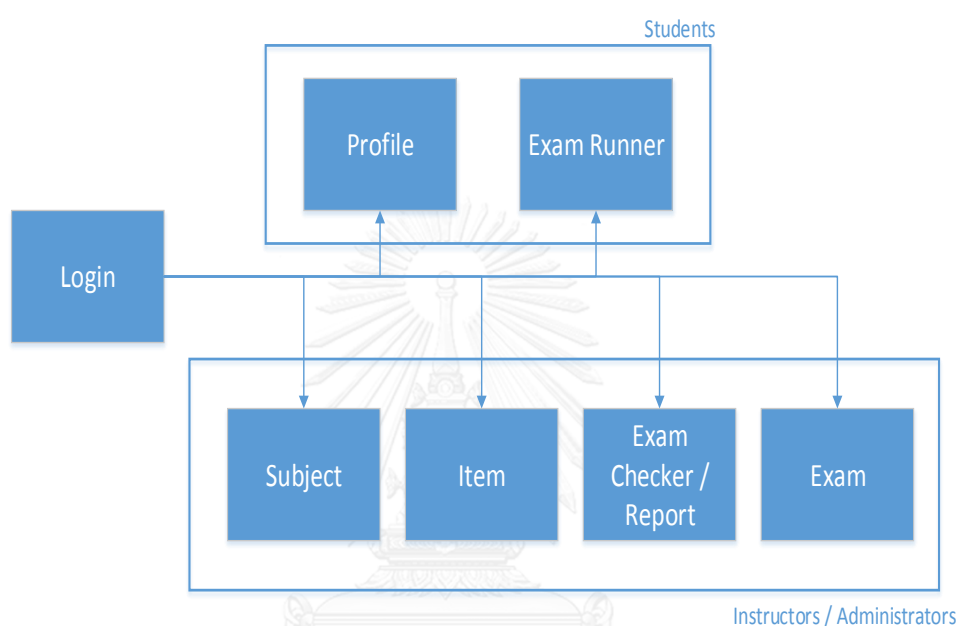 Students
Profile
Exam Runner
Login
Subject
Item
Exam
Checker /
Report
Exam
Instructors / Administrators